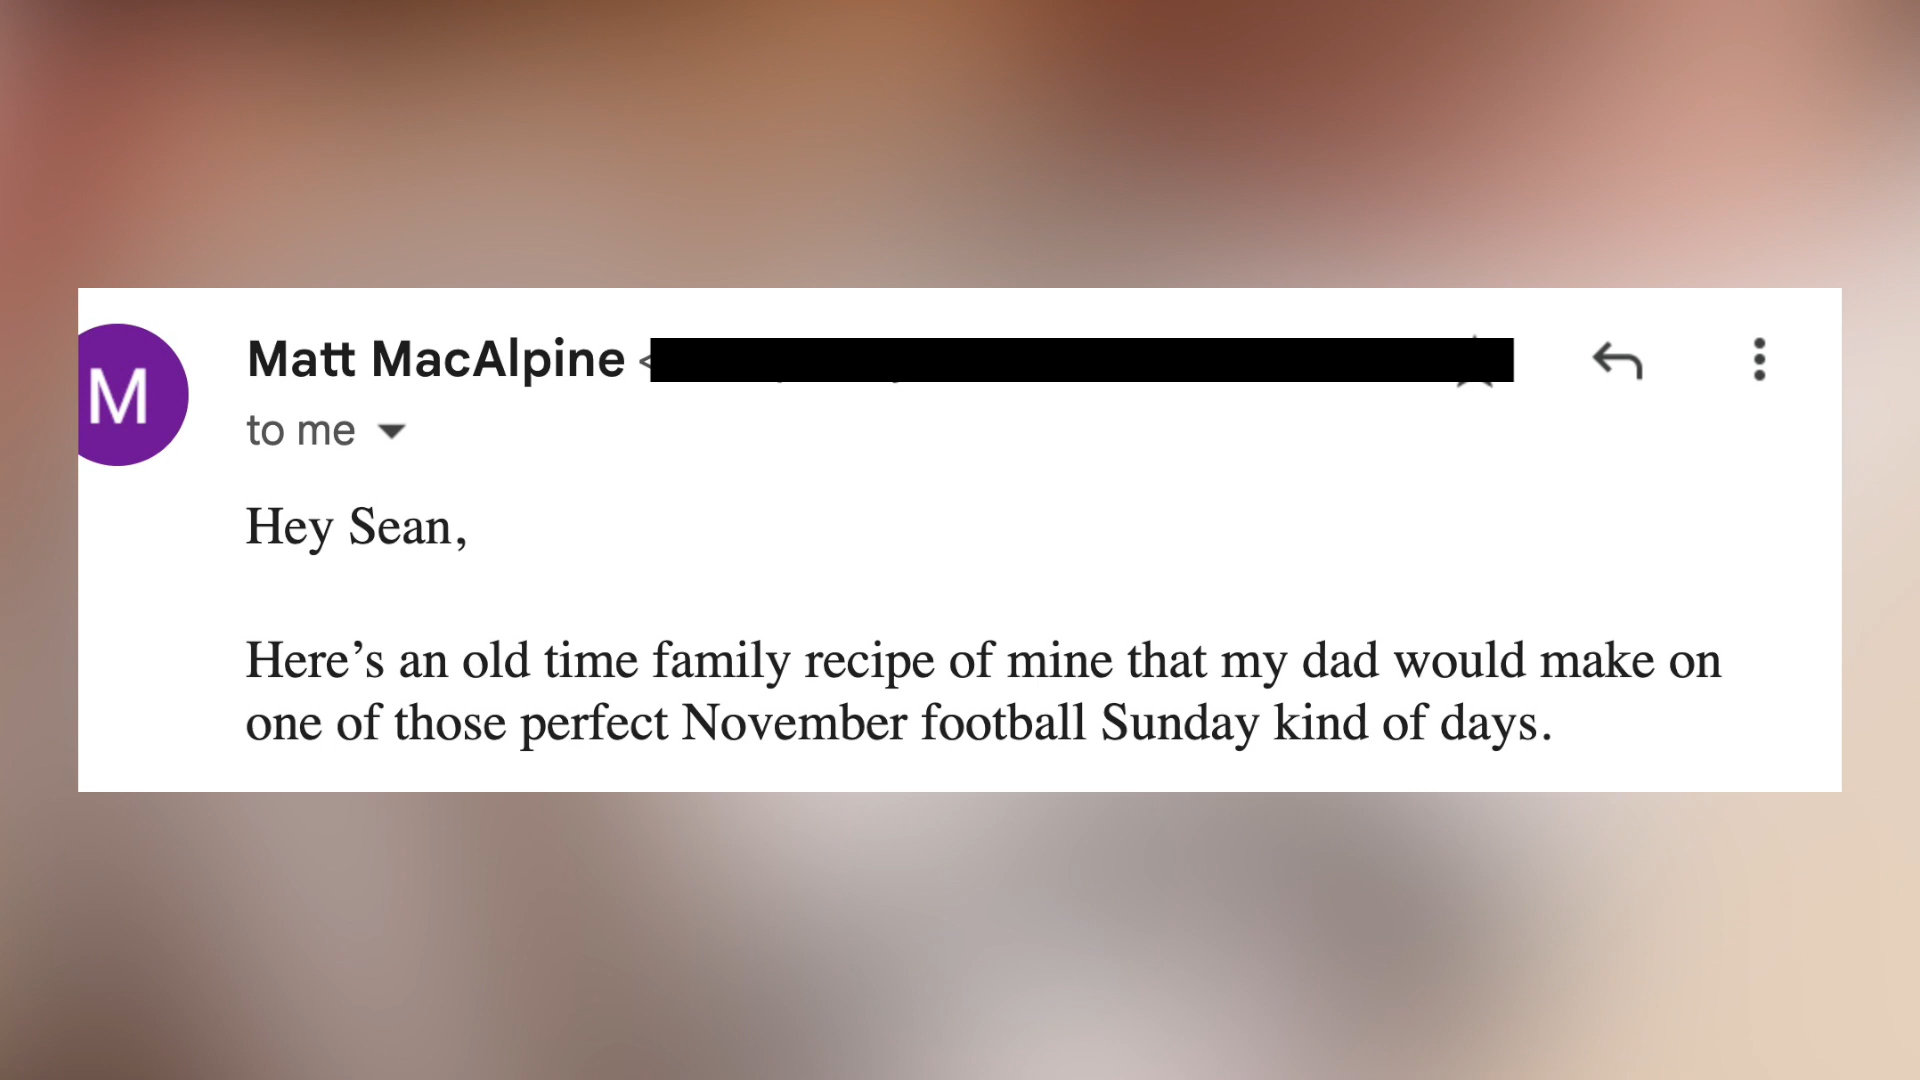 M
Matt MacAlpine <
to me
Hey Sean,
Here’s an old time family recipe of mine that my dad would make on
one of those perfect November football Sunday kind of days.